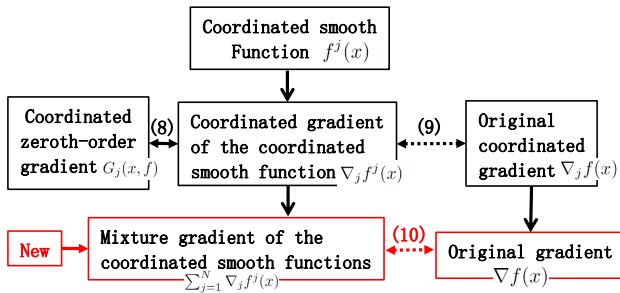 Coordinated smooth
Function f^j(x)
Coordinated
zeroth-order
gradient G_j(x, f)
(8)
Coordinated gradient
of the coordinated
smooth function ∇_j f^j(x)
(9)
Original
coordinated
gradient ∇_j f(x)
New
Mixture gradient of the
coordinated smooth functions
∑_{j=1}^N ∇_j f^j(x)
(10)
Original gradient
∇f(x)